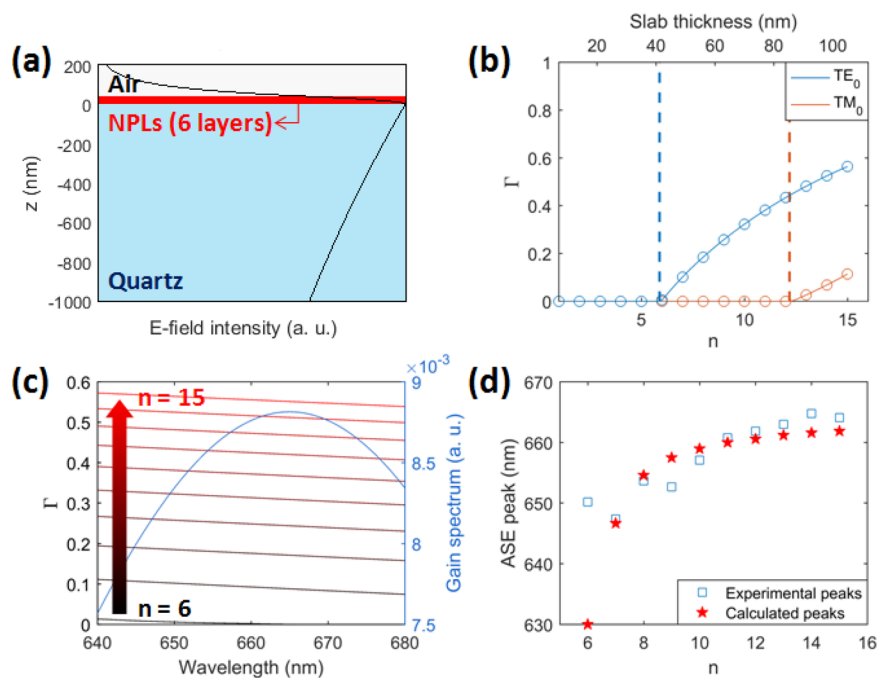 (a)
200
0
-200
-400
-600
-800
-1000
z (nm)
Air
NPLs (6 layers)
Quartz
E-field intensity (a. u.)
(b)
Slab thickness (nm)
20 40 60 80 100
1
0.8
0.6
0.4
0.2
0
Γ
TE0
TM0
5 10 15
n
(c)
0.6
0.5
0.4
0.3
0.2
0.1
0
Γ
n = 15
n = 6
×10-3
9
8.5
8
7.5
Gain spectrum (a. u.)
640 650 660 670 680
Wavelength (nm)
(d)
670
660
650
640
630
ASE peak (nm)
Experimental peaks
Calculated peaks
6 8 10 12 14 16
n